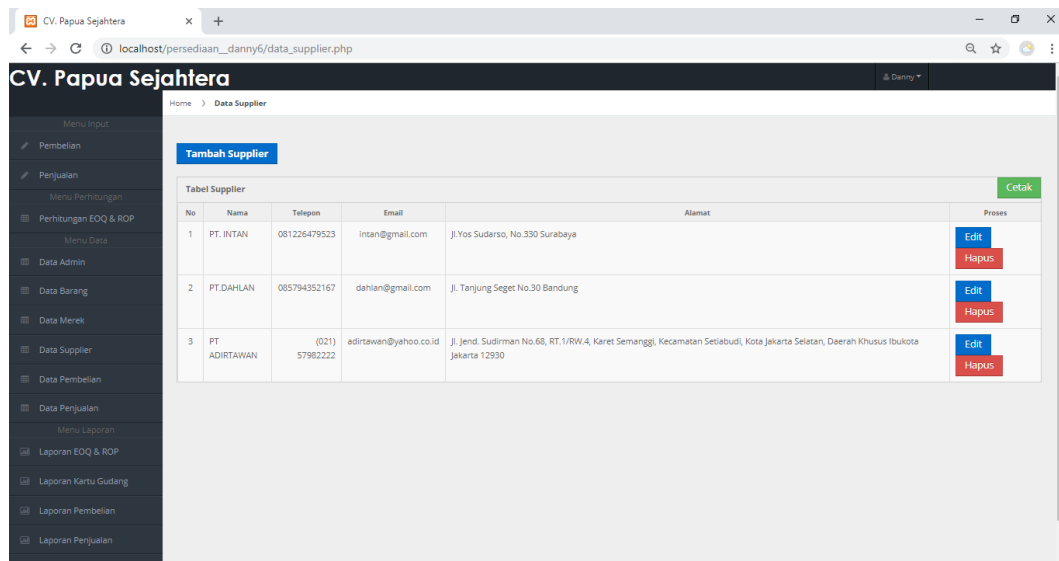 CV. Papua Sejahtera
localhost/persediaan__danny6/data_supplier.php
CV. Papua Sejahtera
Danny
Home > Data Supplier
Menu Input
Pembelian
Penjualan
Menu Perhitungan
Perhitungan EOQ & ROP
Menu Data
Data Admin
Data Barang
Data Merek
Data Supplier
Data Pembelian
Data Penjualan
Menu Laporan
Laporan EOQ & ROP
Laporan Kartu Gudang
Laporan Pembelian
Laporan Penjualan
Tambah Supplier
Tabel Supplier Cetak
No Nama Telepon Email Alamat Proses
1 PT. INTAN 081226479523 intan@gmail.com Jl.Yos Sudarso, No.330 Surabaya Edit
Hapus
2 PT.DAHLAN 085794352167 dahlan@gmail.com Jl. Tanjung Seget No.30 Bandung Edit
Hapus
3 PT (021) adirtawan@yahoo.co.id Jl. Jend. Sudirman No.68, RT.1/RW.4, Karet Semanggi, Kecamatan Setiabudi, Kota Jakarta Selatan, Daerah Khusus Ibukota Edit
ADIRTAWAN 57982222 Jakarta 12930
Hapus